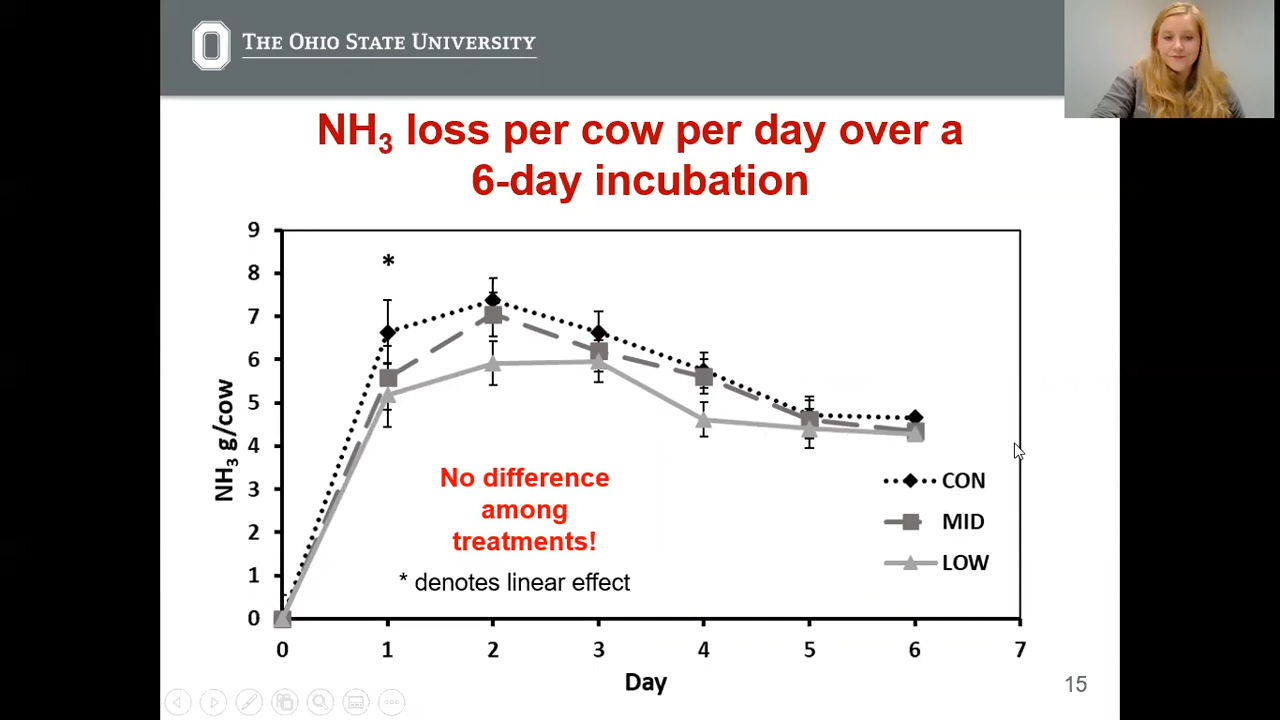 THE OHIO STATE UNIVERSITY
NH₃ loss per cow per day over a
6-day incubation
9
8
7
6
5
4
3
2
1
0
NH₃ g/cow
*
No difference
among
treatments!
* denotes linear effect
CON
MID
LOW
0 1 2 3 4 5 6 7
Day
15